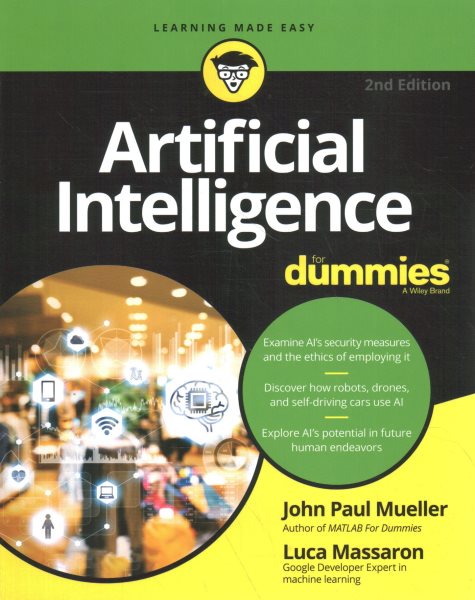 LEARNING MADE EASY
2nd Edition
Artificial
Intelligence
for
dummies®
A Wiley Brand
Examine AI's security measures
and the ethics of employing it
Discover how robots, drones,
and self-driving cars use AI
Explore AI's potential in future
human endeavors
John Paul Mueller
Author of MATLAB For Dummies
Luca Massaron
Google Developer Expert in
machine learning